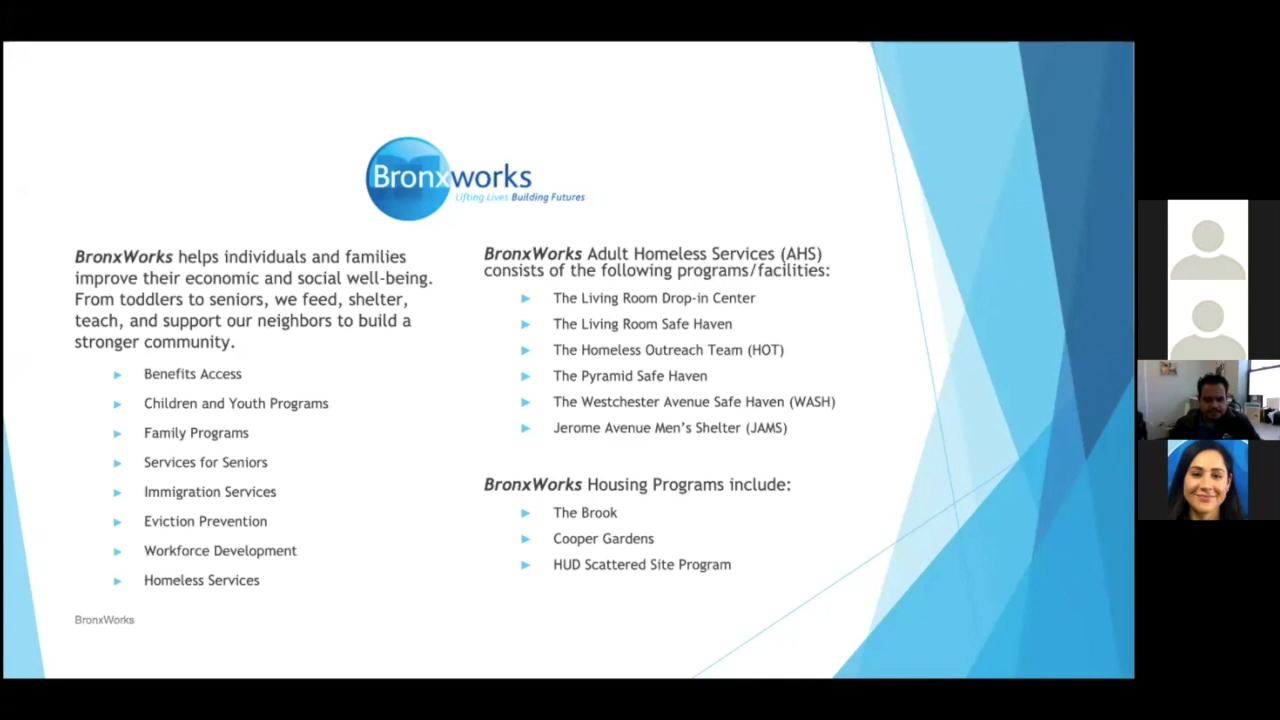 Bronxworks
Lifting Lives Building Futures
BronxWorks helps individuals and families
improve their economic and social well-being.
From toddlers to seniors, we feed, shelter,
teach, and support our neighbors to build a
stronger community.
Benefits Access
Children and Youth Programs
Family Programs
Services for Seniors
Immigration Services
Eviction Prevention
Workforce Development
Homeless Services
BronxWorks
BronxWorks Adult Homeless Services (AHS)
consists of the following programs/facilities:
The Living Room Drop-in Center
The Living Room Safe Haven
The Homeless Outreach Team (HOT)
The Pyramid Safe Haven
The Westchester Avenue Safe Haven (WASH)
Jerome Avenue Men’s Shelter (JAMS)
BronxWorks Housing Programs include:
The Brook
Cooper Gardens
HUD Scattered Site Program